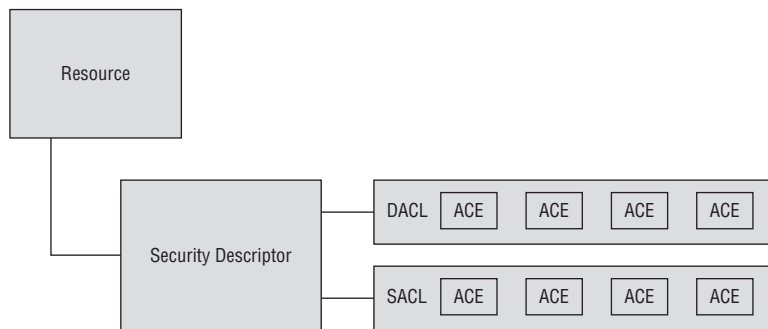 Resource
Security Descriptor
DACL ACE ACE ACE ACE
SACL ACE ACE ACE ACE